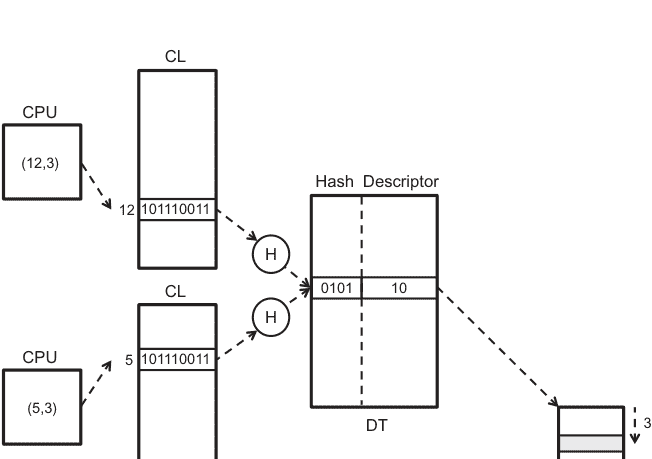 CL
CPU
(12,3)
12 101110011
Hash Descriptor
H
0101 10
CL
H
CPU
5 101110011
(5,3)
DT
3